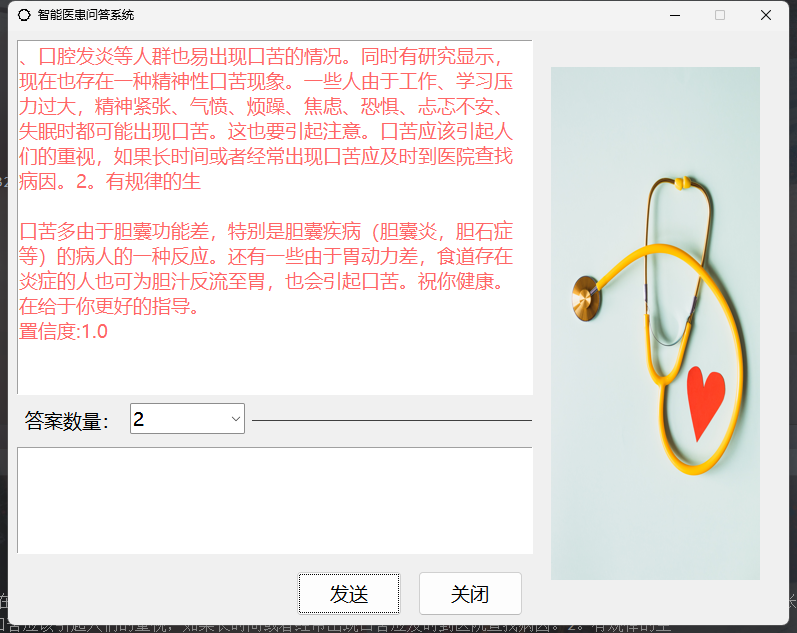 智能医患问答系统
、口腔发炎等人群也易出现口苦的情况。同时有研究显示，
现在也存在一种精神性口苦现象。一些人由于工作、学习压
力过大，精神紧张、气愤、烦躁、焦虑、恐惧、忐忑不安、
失眠时都可能出现口苦。这也要引起注意。口苦应该引起人
们的重视，如果长时间或者经常出现口苦应及时到医院查找
病因。2。有规律的生
口苦多由于胆囊功能差，特别是胆囊疾病（胆囊炎，胆石症
等）的病人的一种反应。还有一些由于胃动力差，食道存在
炎症的人也可为胆汁反流至胃，也会引起口苦。祝你健康。
在给于你更好的指导。
置信度:1.0
答案数量：
2
发送
关闭
口苦应该引起人们的重视，如果长时间或者经常出现口苦应及时到医院查找病因。2。有规律的生